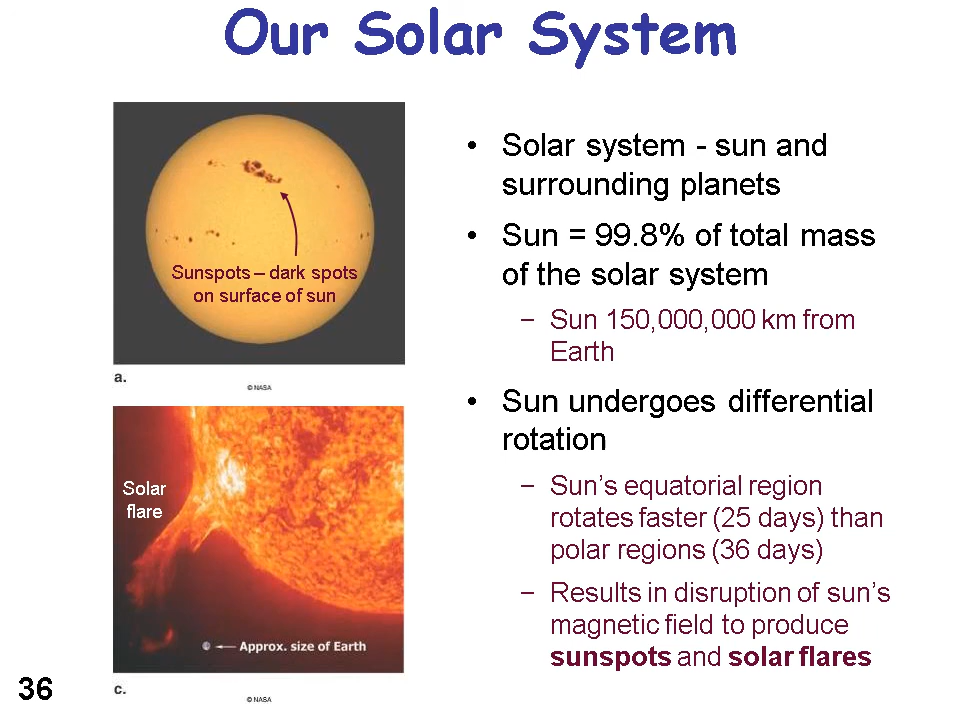 Our Solar System
Sunspots – dark spots
on surface of sun
a.
© NASA
Solar
flare
Approx. size of Earth
c.
© NASA
• Solar system - sun and
surrounding planets
• Sun = 99.8% of total mass
of the solar system
− Sun 150,000,000 km from
Earth
• Sun undergoes differential
rotation
− Sun’s equatorial region
rotates faster (25 days) than
polar regions (36 days)
− Results in disruption of sun’s
magnetic field to produce
sunspots and solar flares
36